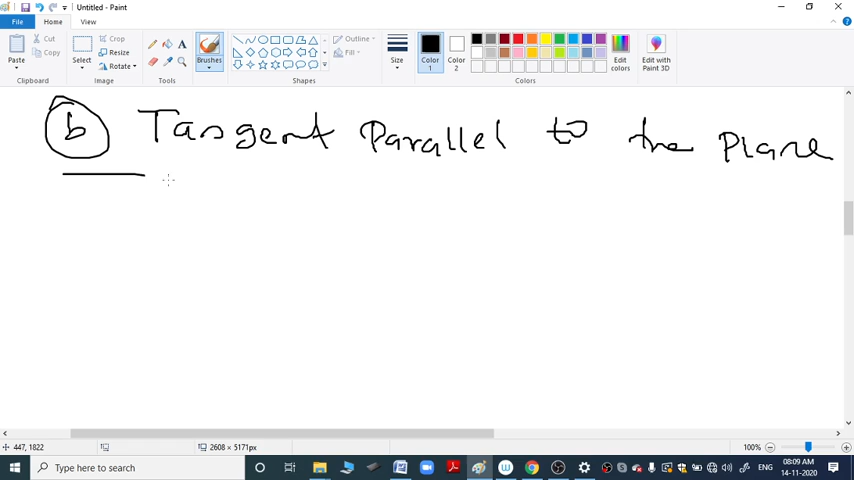 Untitled - Paint
File Home View
Paste Cut Copy Clipboard
Select Crop Resize Rotate Image
A Tools
Brushes
Outline Fill Shapes
Size
Color 1 Color 2 Edit colors Colors
Edit with Paint 3D
b Tangent Parallel to the Plane
447, 1822 2608 × 5171px 100%
Type here to search ENG 08:09 AM 14-11-2020